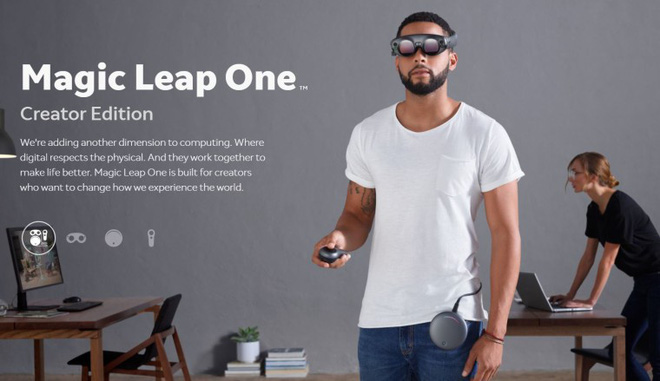 Magic Leap One™
Creator Edition
We're adding another dimension to computing. Where
digital respects the physical. And they work together to
make life better. Magic Leap One is built for creators
who want to change how we experience the world.